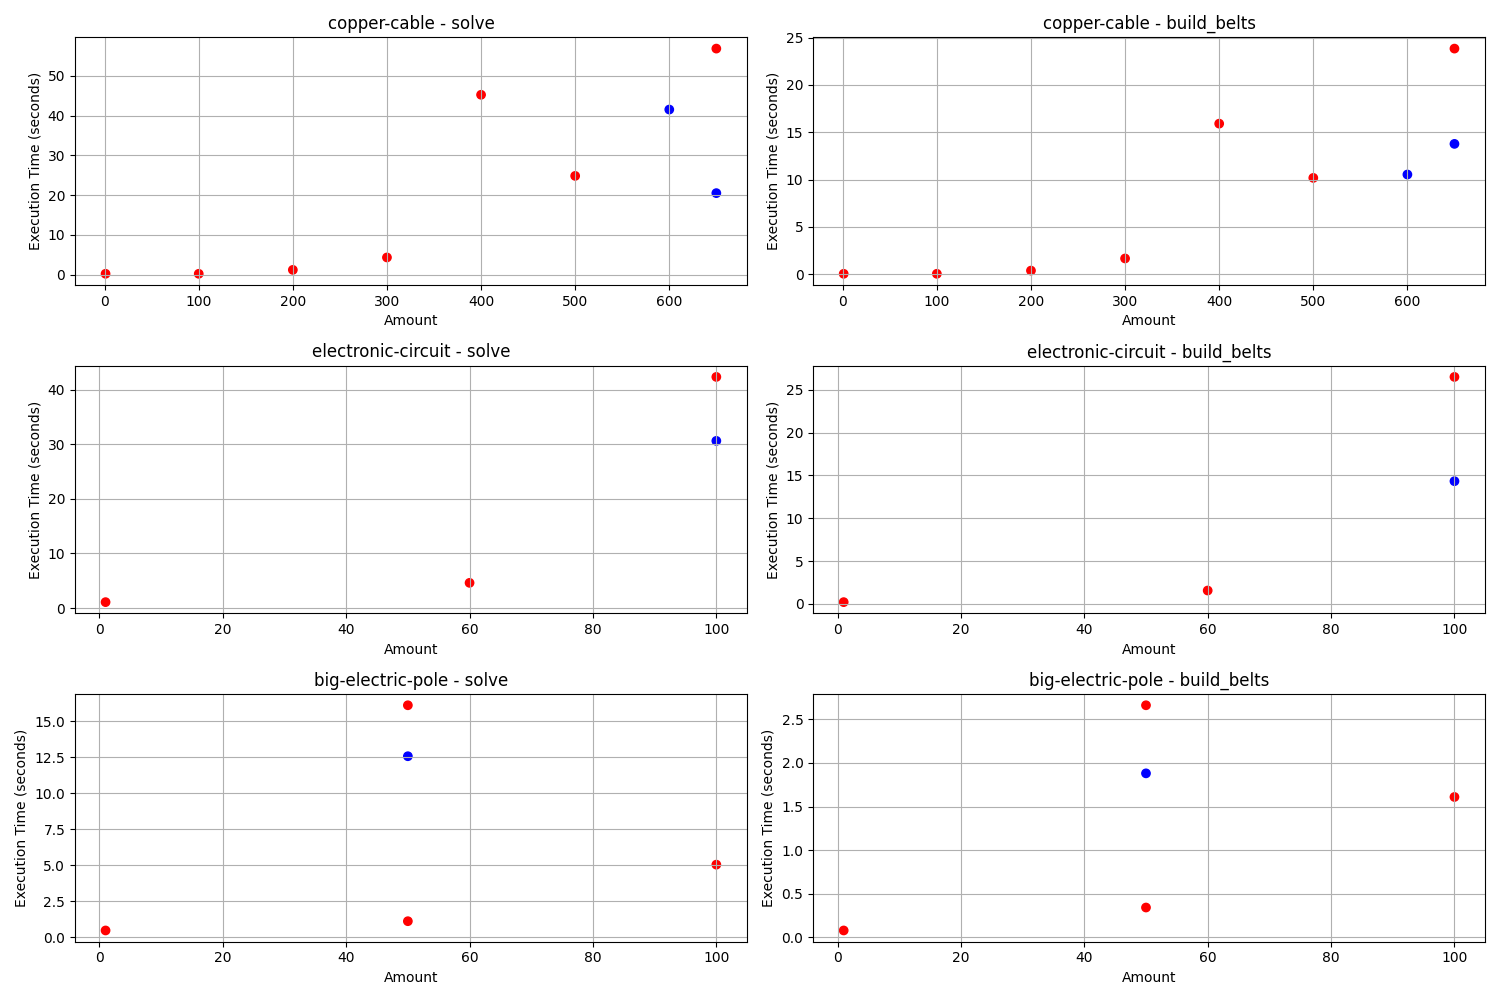 copper-cable - solve
Execution Time (seconds)
50
40
30
20
10
0
0 100 200 300 400 500 600
Amount
copper-cable - build_belts
Execution Time (seconds)
25
20
15
10
5
0
0 100 200 300 400 500 600
Amount
electronic-circuit - solve
Execution Time (seconds)
40
30
20
10
0
0 20 40 60 80 100
Amount
electronic-circuit - build_belts
Execution Time (seconds)
25
20
15
10
5
0
0 20 40 60 80 100
Amount
big-electric-pole - solve
Execution Time (seconds)
15.0
12.5
10.0
7.5
5.0
2.5
0.0
0 20 40 60 80 100
Amount
big-electric-pole - build_belts
Execution Time (seconds)
2.5
2.0
1.5
1.0
0.5
0.0
0 20 40 60 80 100
Amount